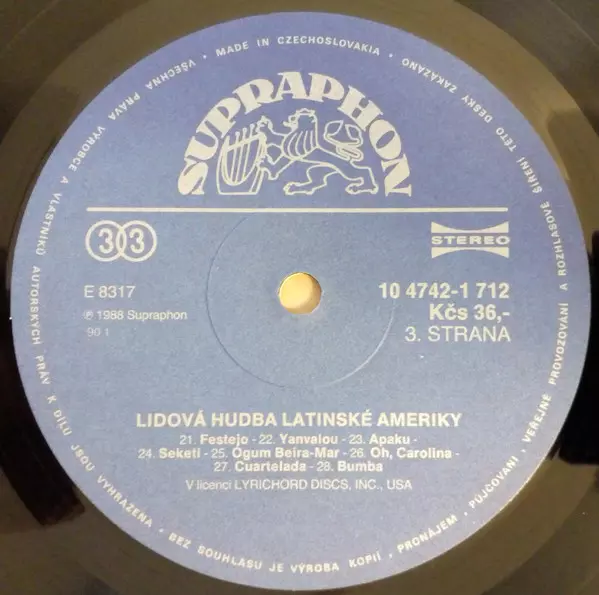 VŠECHNA PRÁVA VÝROBCE A VLASTNÍKŮ AUTORSKÝCH PRÁV K DÍLU JSOU VYHRAZENA • BEZ SOUHLASU JE VÝROBA KOPIÍ, PRONÁJEM, PŮJČOVÁNÍ, VEŘEJNÉ PROVOZOVÁNÍ A ROZHLASOVÉ ŠÍŘENÍ TÉTO DESKY ZAKÁZÁNO • MADE IN CZECHOSLOVAKIA •
SUPRAPHON
33
STEREO
E 8317
℗ 1988 Supraphon
90 1
10 4742-1 712
Kčs 36,-
3. STRANA
LIDOVÁ HUDBA LATINSKÉ AMERIKY
21. Festejo - 22. Yanvalou - 23. Apaku -
24. Seketi - 25. Ogum Beira-Mar - 26. Oh, Carolina -
27. Cuartelada - 28. Bumba
V licenci LYRICHORD DISCS, INC., USA